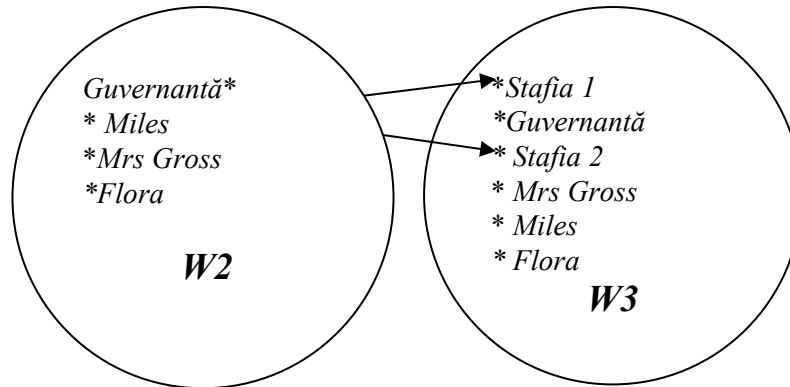 Guvernantă*
* Miles
*Mrs Gross
*Flora
W2
*Stafia 1
*Guvernantă
* Stafia 2
* Mrs Gross
* Miles
* Flora
W3